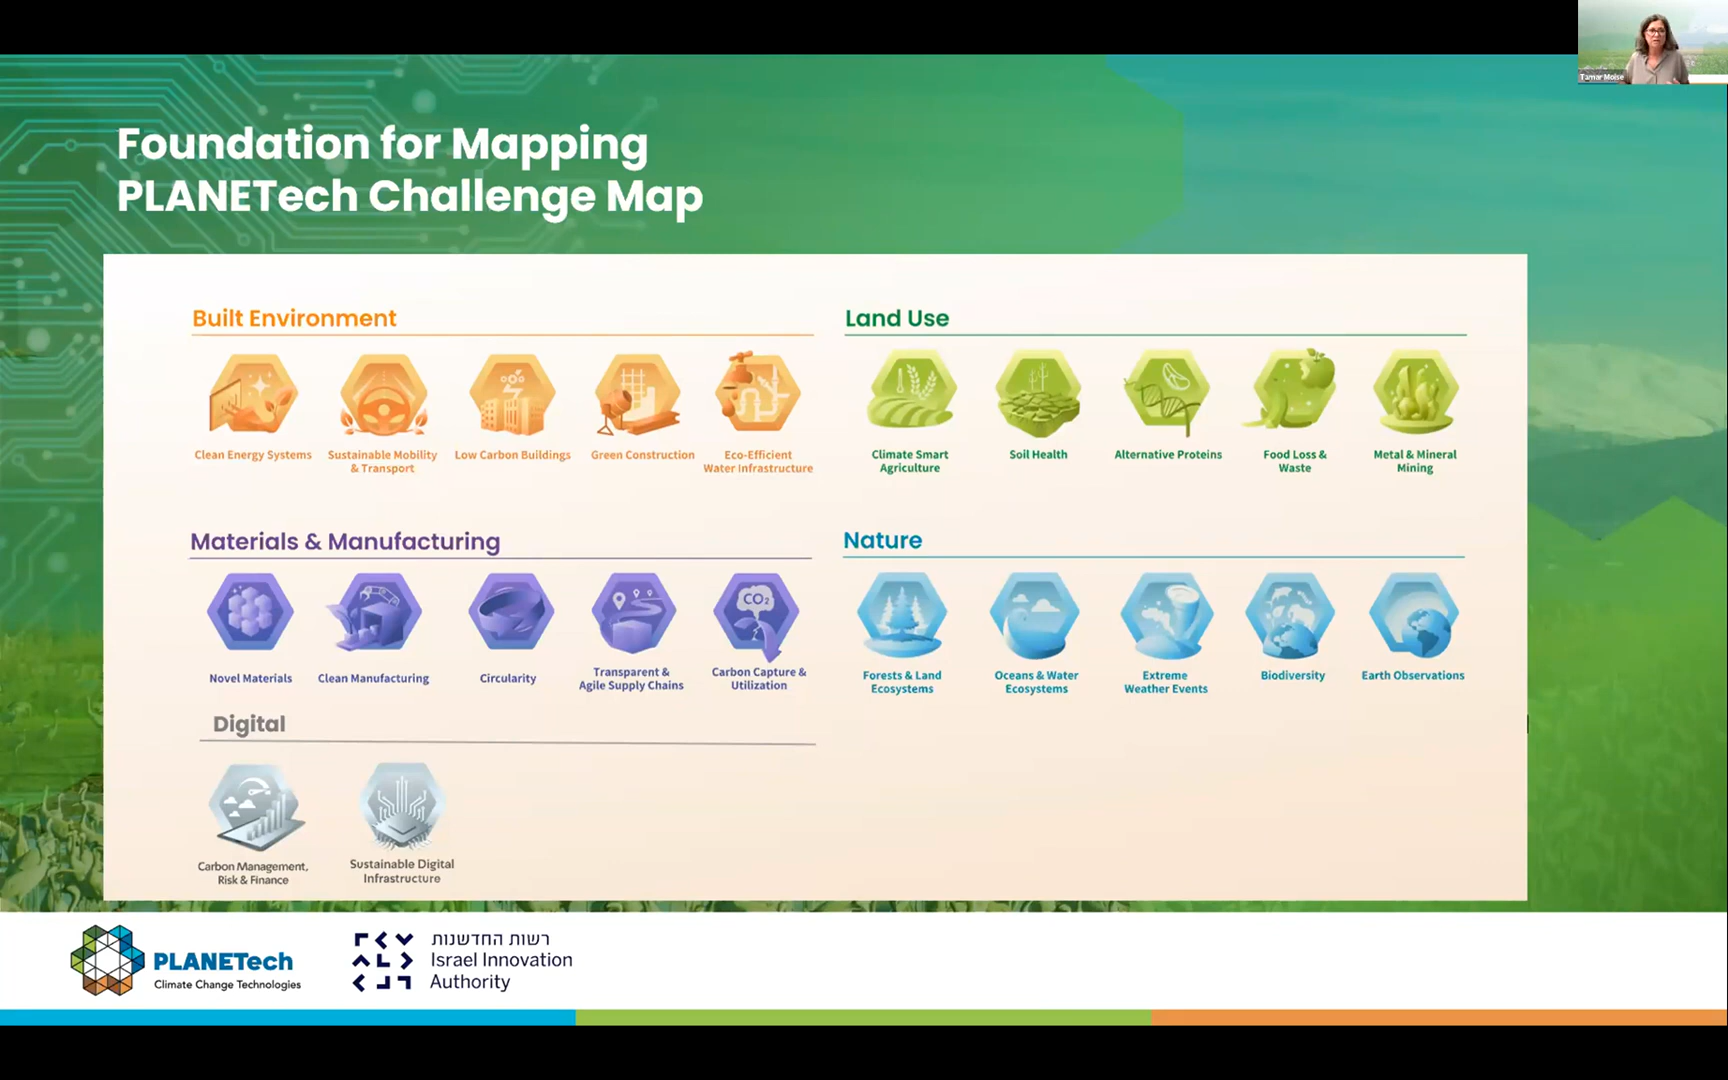 Tamar Moise
Foundation for Mapping
PLANETech Challenge Map
Built Environment
Clean Energy Systems
Sustainable Mobility
& Transport
Low Carbon Buildings
Green Construction
Eco-Efficient
Water Infrastructure
Land Use
Climate Smart
Agriculture
Soil Health
Alternative Proteins
Food Loss &
Waste
Metal & Mineral
Mining
Materials & Manufacturing
Novel Materials
Clean Manufacturing
Circularity
Transparent &
Agile Supply Chains
CO₂
Carbon Capture &
Utilization
Nature
Forests & Land
Ecosystems
Oceans & Water
Ecosystems
Extreme
Weather Events
Biodiversity
Earth Observations
Digital
Carbon Management,
Risk & Finance
Sustainable Digital
Infrastructure
PLANETech
Climate Change Technologies
רשות החדשנות
Israel Innovation
Authority